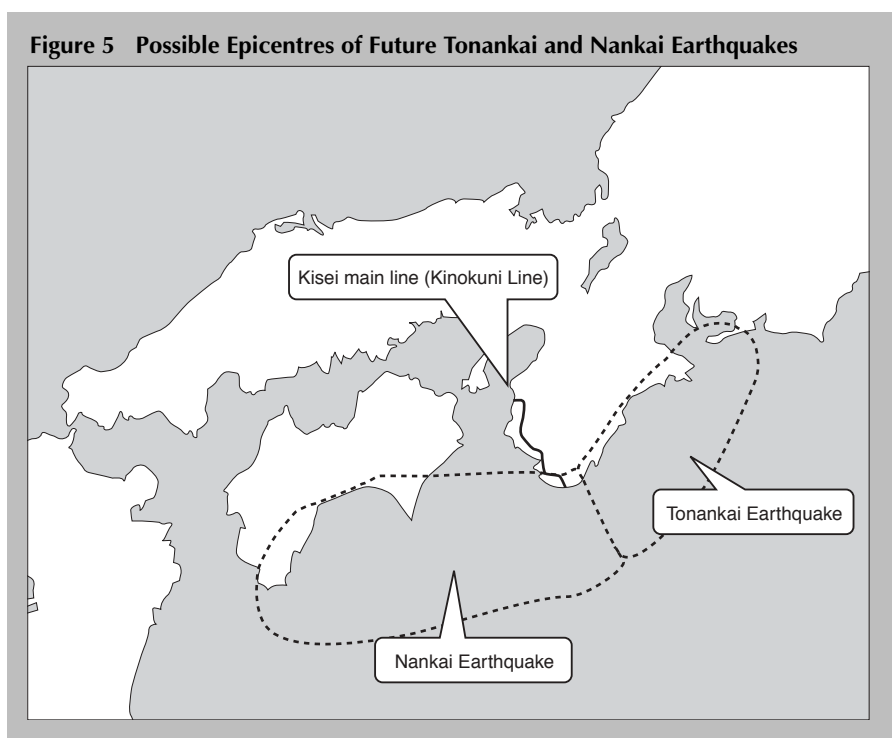 Figure 5 Possible Epicentres of Future Tonankai and Nankai Earthquakes
Kisei main line (Kinokuni Line)
Tonankai Earthquake
Nankai Earthquake